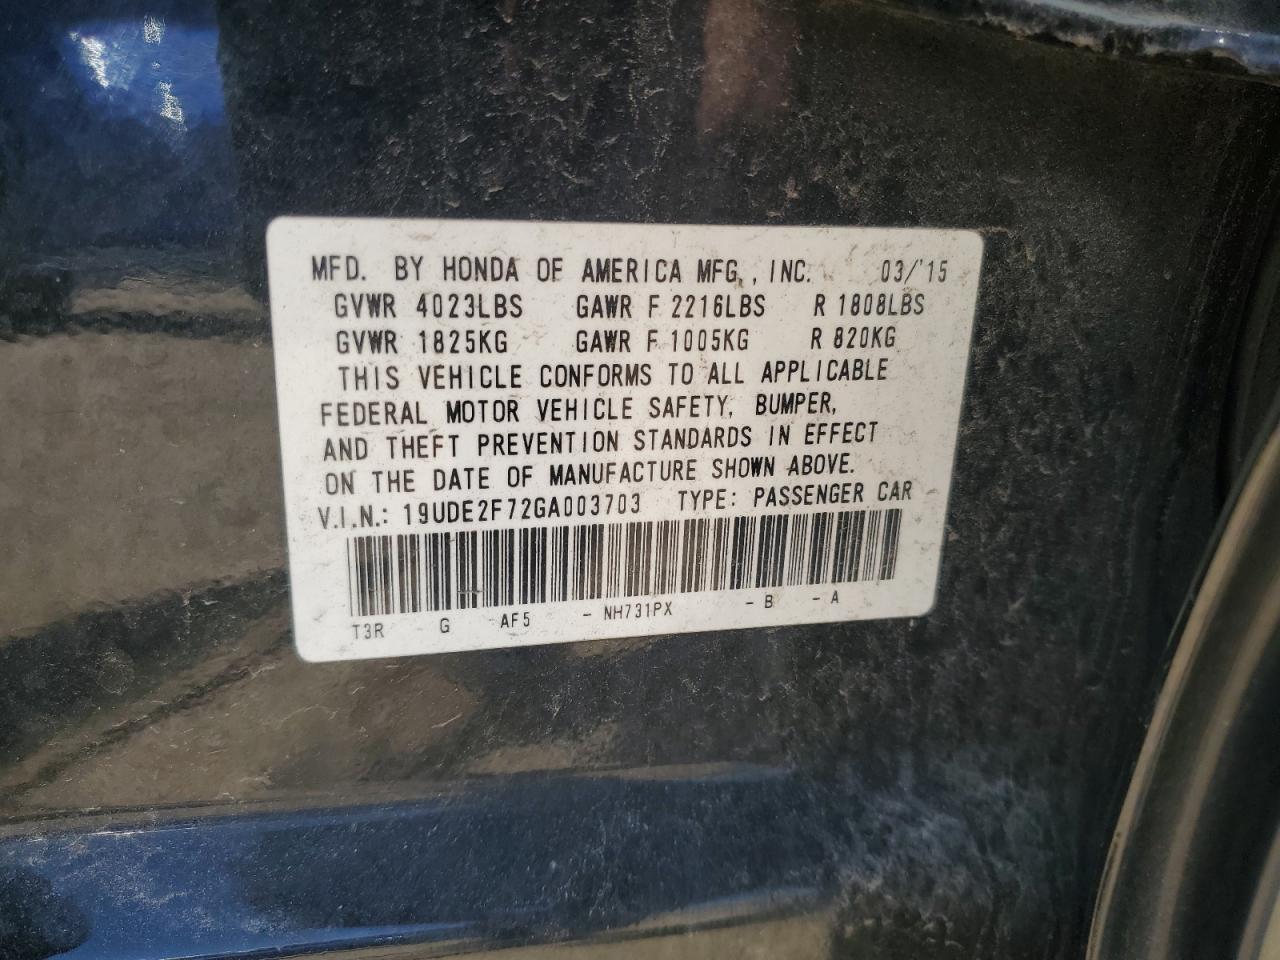 MFD. BY HONDA OF AMERICA MFG., INC. 03/'15
GVWR 4023LBS GAWR F 2216LBS R 1808LBS
GVWR 1825KG GAWR F 1005KG R 820KG
THIS VEHICLE CONFORMS TO ALL APPLICABLE
FEDERAL MOTOR VEHICLE SAFETY, BUMPER,
AND THEFT PREVENTION STANDARDS IN EFFECT
ON THE DATE OF MANUFACTURE SHOWN ABOVE.
V.I.N.: 19UDE2F72GA003703 TYPE: PASSENGER CAR
T3R G AF5 - NH731PX - B - A